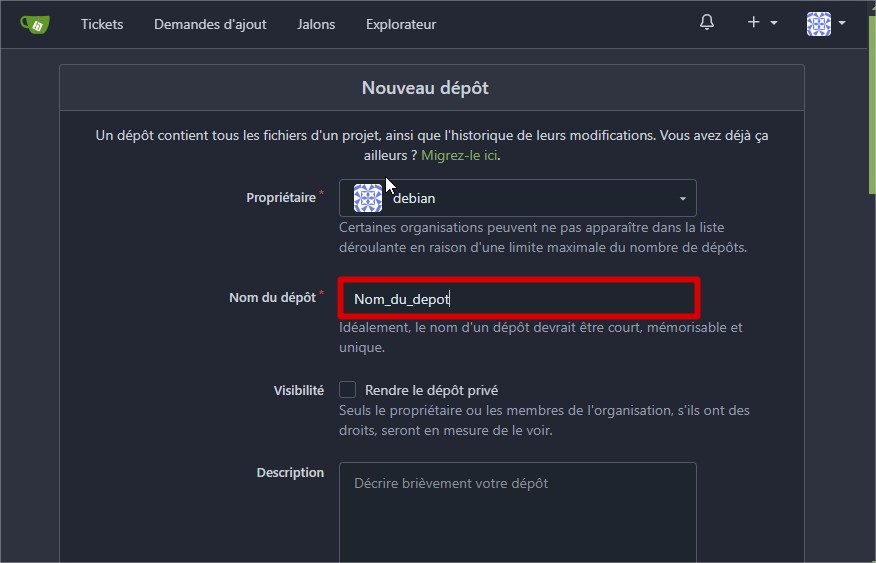 Tickets Demandes d'ajout Jalons Explorateur
Nouveau dépôt
Un dépôt contient tous les fichiers d'un projet, ainsi que l'historique de leurs modifications. Vous avez déjà ça
ailleurs ? Migrez-le ici.
Propriétaire * debian
Certaines organisations peuvent ne pas apparaître dans la liste
déroulante en raison d'une limite maximale du nombre de dépôts.
Nom du dépôt * Nom_du_depot
Idéalement, le nom d'un dépôt devrait être court, mémorisable et
unique.
Visibilité Rendre le dépôt privé
Seuls le propriétaire ou les membres de l'organisation, s'ils ont des
droits, seront en mesure de le voir.
Description Décrire brièvement votre dépôt